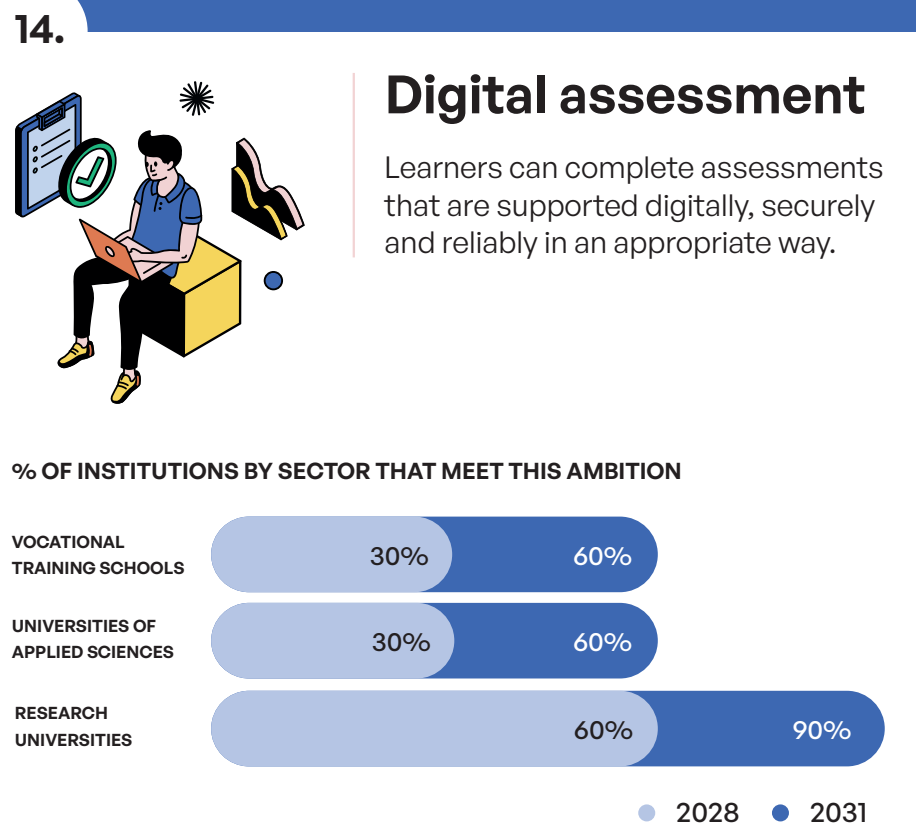 14.
Digital assessment
Learners can complete assessments
that are supported digitally, securely
and reliably in an appropriate way.
% OF INSTITUTIONS BY SECTOR THAT MEET THIS AMBITION
VOCATIONAL
TRAINING SCHOOLS
30%
60%
UNIVERSITIES OF
APPLIED SCIENCES
30%
60%
RESEARCH
UNIVERSITIES
60%
90%
2028
2031